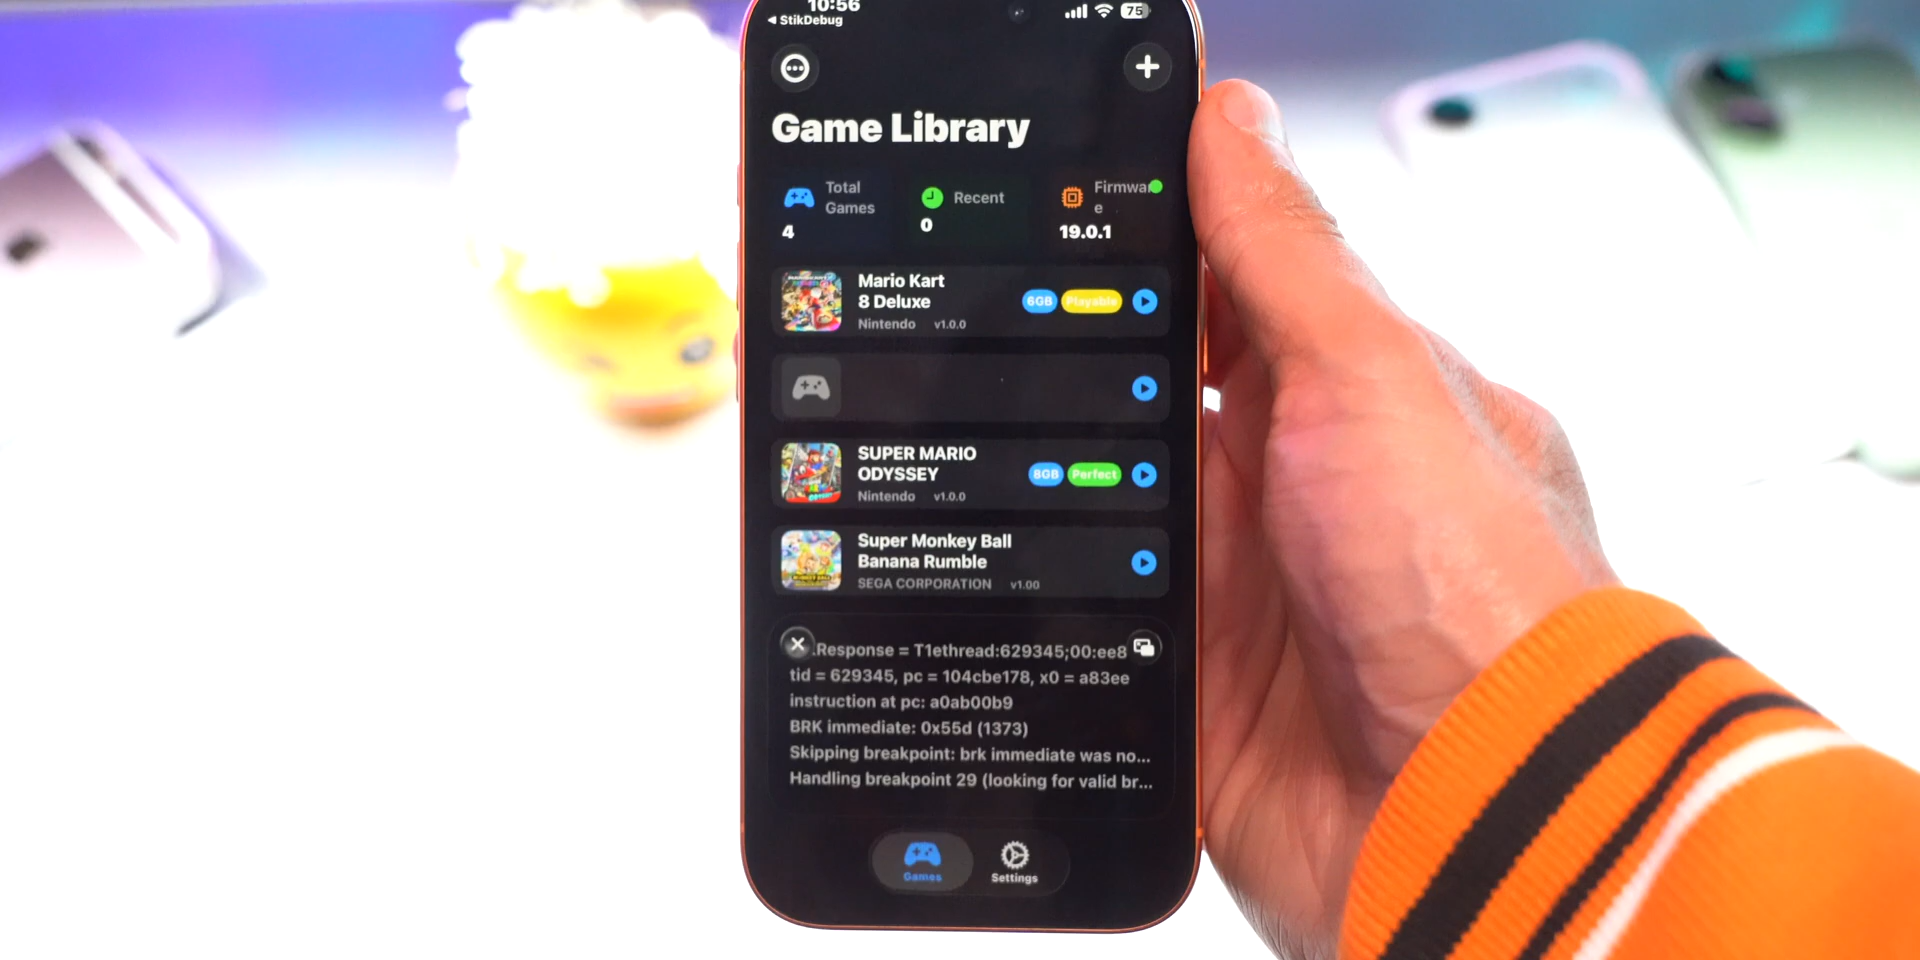 10:56
75
◀ StikDebug
Game Library
Total
Games
4
Recent
0
Firmwar
e
19.0.1
Mario Kart
8 Deluxe
Nintendo v1.0.0
6GB
Playable
SUPER MARIO
ODYSSEY
Nintendo v1.0.0
8GB
Perfect
Super Monkey Ball
Banana Rumble
SEGA CORPORATION v1.00
.Response = T1ethread:629345;00:ee8
tid = 629345, pc = 104cbe178, x0 = a83ee
instruction at pc: a0ab00b9
BRK immediate: 0x55d (1373)
Skipping breakpoint: brk immediate was no...
Handling breakpoint 29 (looking for valid br...
Games
Settings